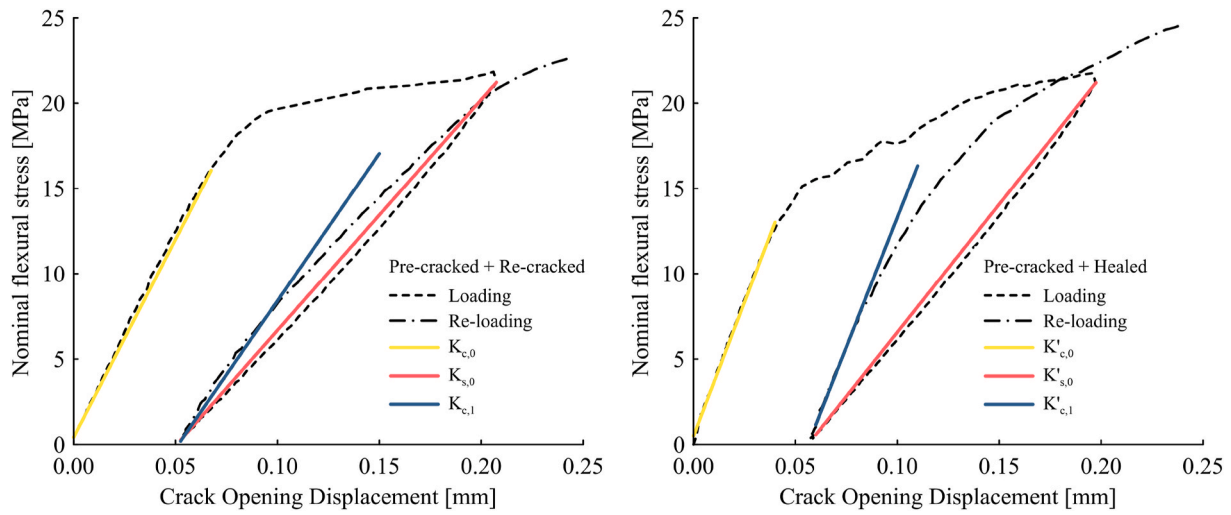 Nominal flexural stress [MPa]
25
20
15
10
5
0
Pre-cracked + Re-cracked
Loading
Re-loading
K_{c,0}
K_{s,0}
K_{c,1}
0.00 0.05 0.10 0.15 0.20 0.25
Crack Opening Displacement [mm]
Nominal flexural stress [MPa]
25
20
15
10
5
0
Pre-cracked + Healed
Loading
Re-loading
K'_{c,0}
K'_{s,0}
K'_{c,1}
0.00 0.05 0.10 0.15 0.20 0.25
Crack Opening Displacement [mm]